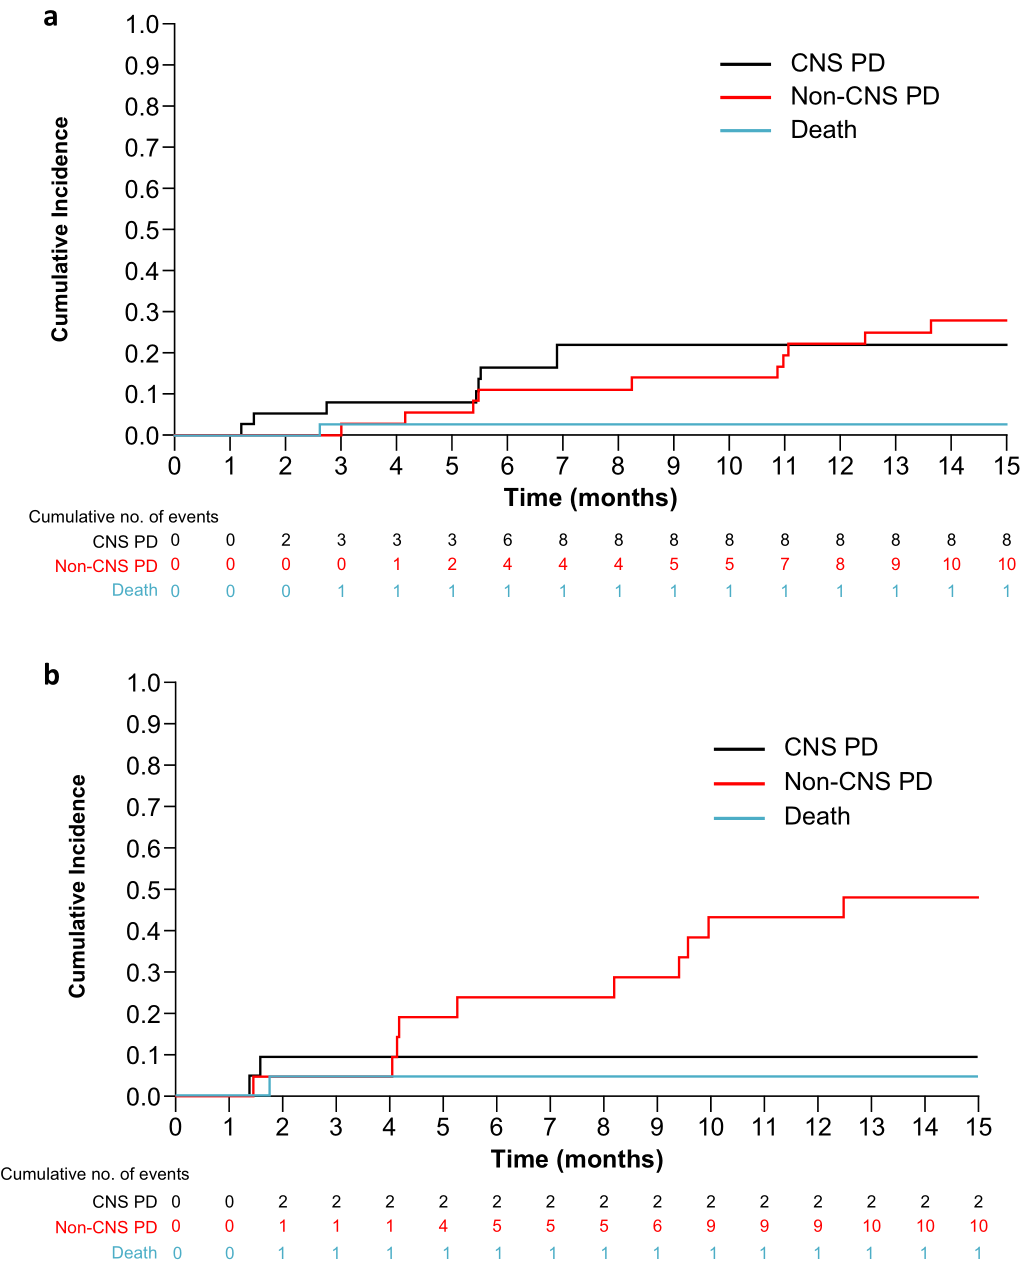 a
1.0
0.9
0.8
0.7
0.6
0.5
0.4
0.3
0.2
0.1
0.0
Cumulative Incidence
CNS PD
Non-CNS PD
Death
0 1 2 3 4 5 6 7 8 9 10 11 12 13 14 15
Time (months)
Cumulative no. of events
CNS PD 0 0 2 3 3 3 6 8 8 8 8 8 8 8 8 8
Non-CNS PD 0 0 0 0 1 2 4 4 4 5 5 7 8 9 10 10
Death 0 0 0 1 1 1 1 1 1 1 1 1 1 1 1 1
b
1.0
0.9
0.8
0.7
0.6
0.5
0.4
0.3
0.2
0.1
0.0
Cumulative Incidence
CNS PD
Non-CNS PD
Death
0 1 2 3 4 5 6 7 8 9 10 11 12 13 14 15
Time (months)
Cumulative no. of events
CNS PD 0 0 2 2 2 2 2 2 2 2 2 2 2 2 2 2
Non-CNS PD 0 0 1 1 1 4 5 5 5 6 9 9 9 10 10 10
Death 0 0 1 1 1 1 1 1 1 1 1 1 1 1 1 1